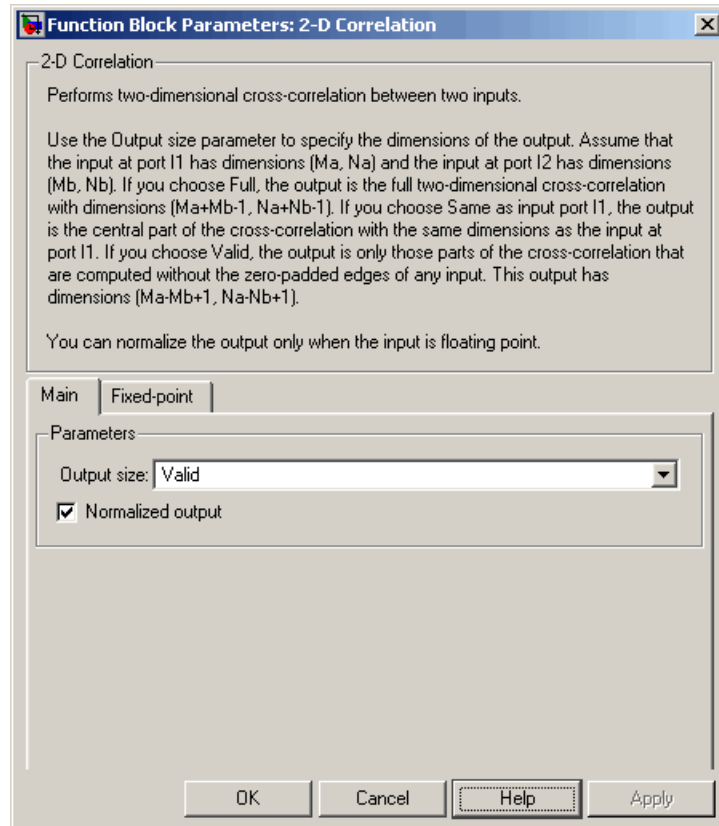 Function Block Parameters: 2-D Correlation
2-D Correlation
Performs two-dimensional cross-correlation between two inputs.
Use the Output size parameter to specify the dimensions of the output. Assume that
the input at port I1 has dimensions (Ma, Na) and the input at port I2 has dimensions
(Mb, Nb). If you choose Full, the output is the full two-dimensional cross-correlation
with dimensions (Ma+Mb-1, Na+Nb-1). If you choose Same as input port I1, the output
is the central part of the cross-correlation with the same dimensions as the input at
port I1. If you choose Valid, the output is only those parts of the cross-correlation that
are computed without the zero-padded edges of any input. This output has
dimensions (Ma-Mb+1, Na-Nb+1).
You can normalize the output only when the input is floating point.
Main Fixed-point
Parameters
Output size: Valid
Normalized output
OK Cancel Help Apply